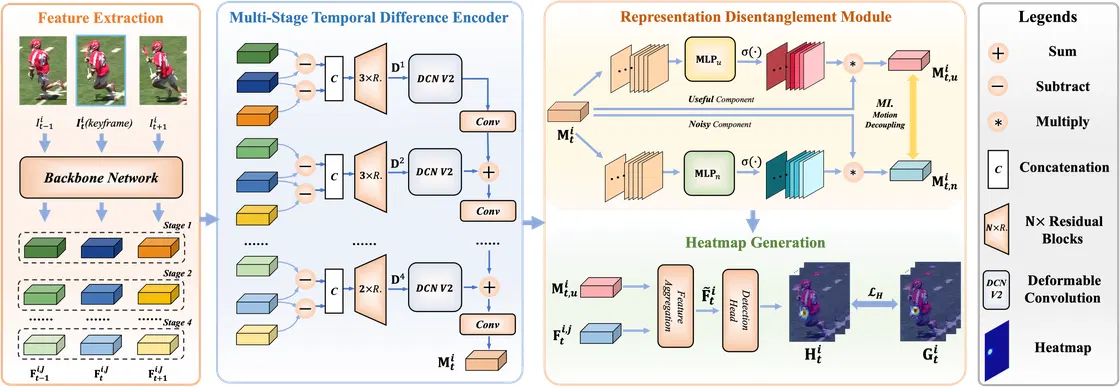 Feature Extraction
I^i_{t-1}
I^i_t(keyframe)
I^i_{t+1}
Backbone Network
Stage 1
Stage 2
......
Stage 4
F^{i,j}_{t-1}
F^{i,j}_t
F^{i,j}_{t+1}
Multi-Stage Temporal Difference Encoder
−
−
C
3×R.
D^1
DCN V2
Conv
−
−
C
3×R.
D^2
DCN V2
+
Conv
......
......
......
−
−
C
2×R.
D^4
DCN V2
+
Conv
M^i_t
Representation Disentanglement Module
M^i_t
...
MLP_u
σ(·)
...
*
M^i_{t,u}
Useful Component
Noisy Component
MI.
Motion
Decoupling
...
MLP_n
σ(·)
...
*
M^i_{t,n}
Heatmap Generation
M^i_{t,u}
F^{i,j}_t
Feature
Aggregation
F̃^i_t
Detection
Head
H^i_t
ℒ_H
G^i_t
Legends
+
Sum
−
Subtract
*
Multiply
C
Concatenation
N×R.
N× Residual
Blocks
DCN
V2
Deformable
Convolution
Heatmap